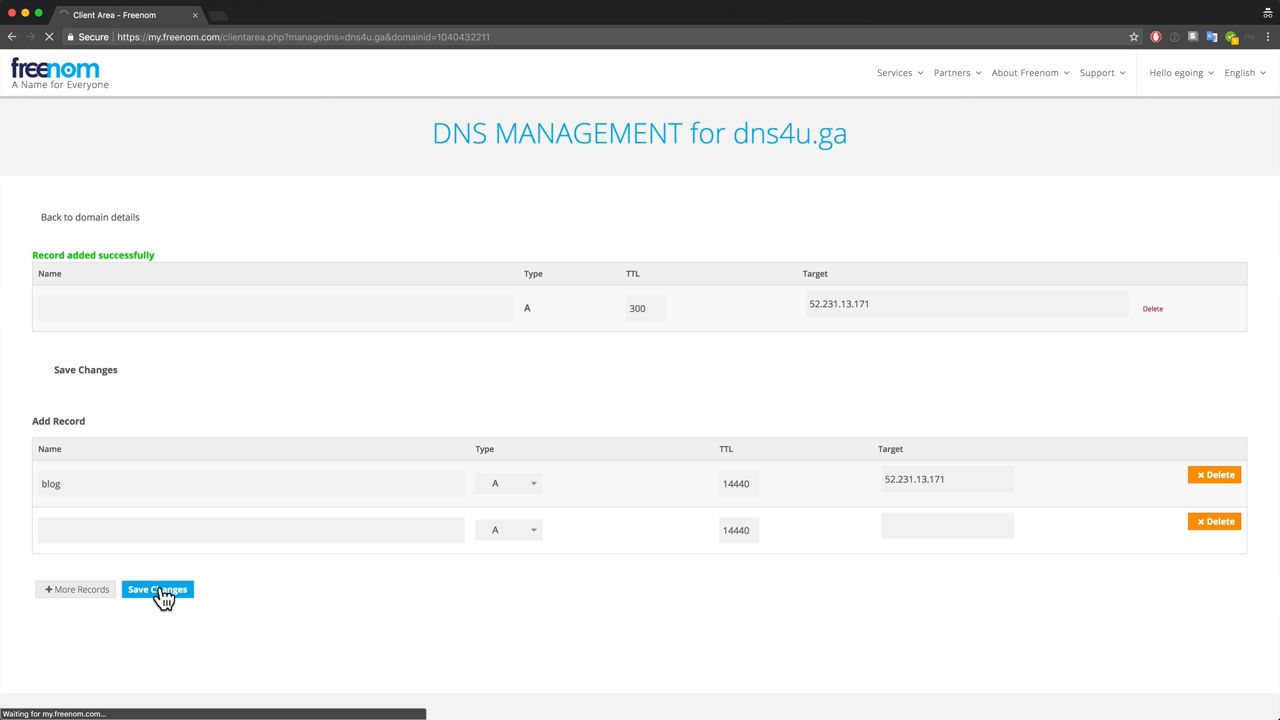 Client Area - Freenom
Secure https://my.freenom.com/clientarea.php?managedns=dns4u.ga&domainid=1040432211
freenom
A Name for Everyone
Services Partners About Freenom Support Hello egoing English
DNS MANAGEMENT for dns4u.ga
Back to domain details
Record added successfully
Name Type TTL Target
A 300 52.231.13.171 Delete
Save Changes
Add Record
Name Type TTL Target
blog A 14440 52.231.13.171 × Delete
A 14440 × Delete
+ More Records Save Changes
Waiting for my.freenom.com...